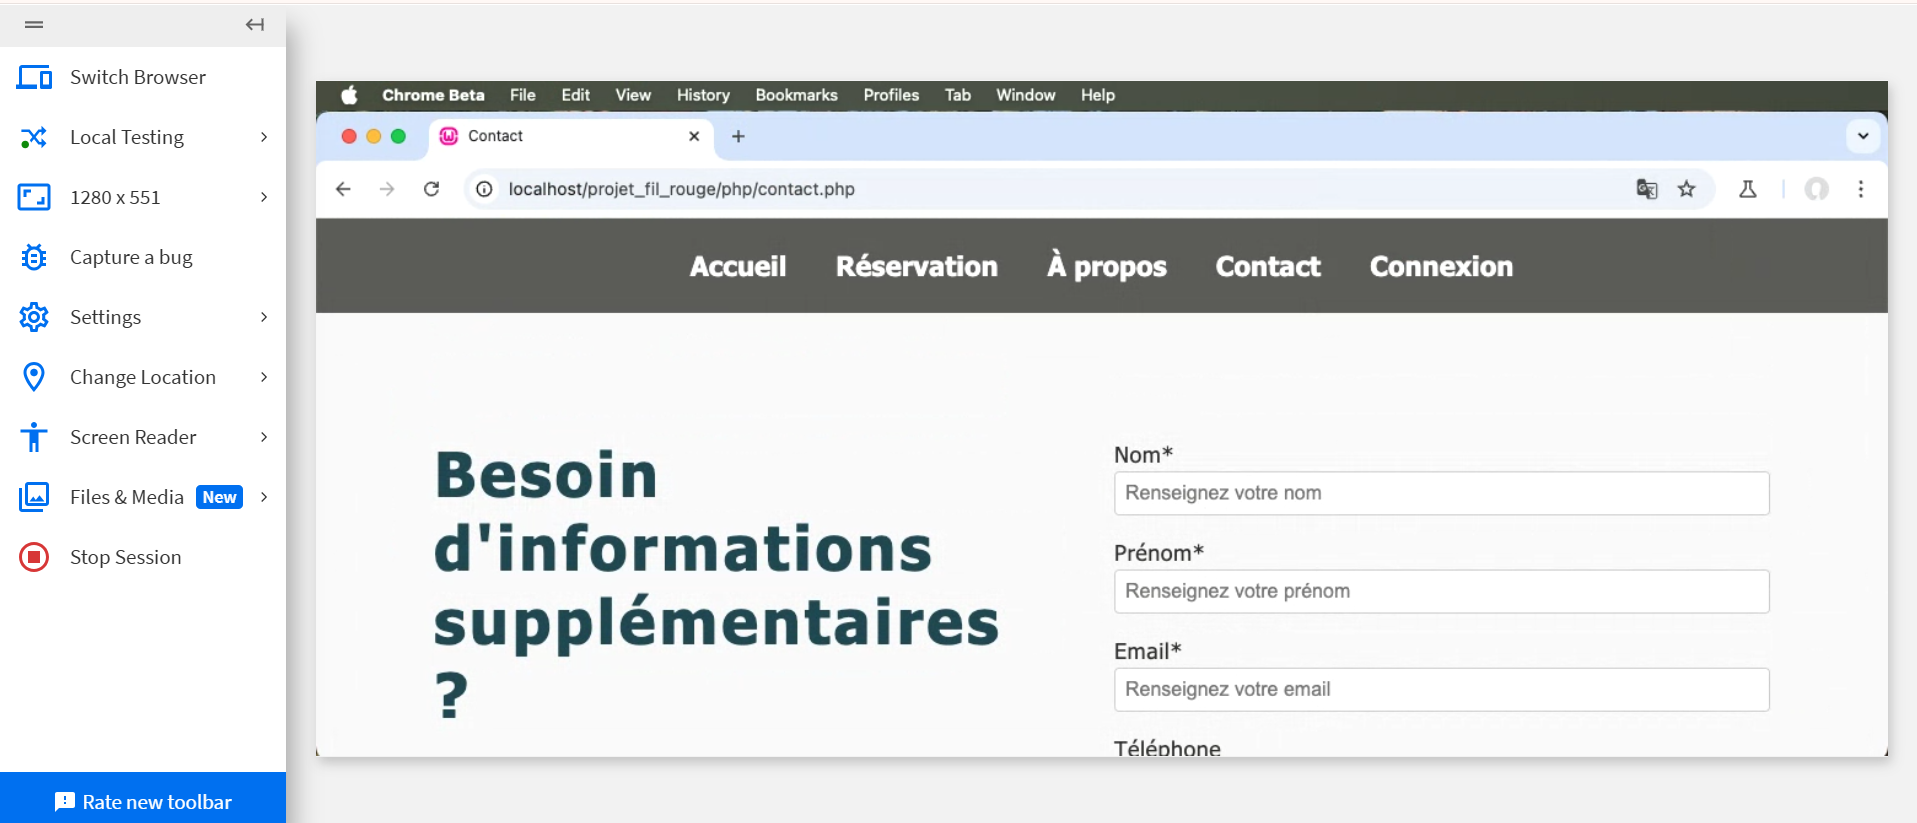 Switch Browser
Local Testing
1280 x 551
Capture a bug
Settings
Change Location
Screen Reader
Files & Media New
Stop Session
Rate new toolbar
Chrome Beta File Edit View History Bookmarks Profiles Tab Window Help
Contact
localhost/projet_fil_rouge/php/contact.php
Accueil Réservation À propos Contact Connexion
Besoin
d'informations
supplémentaires
?
Nom*
Renseignez votre nom
Prénom*
Renseignez votre prénom
Email*
Renseignez votre email
Téléphone